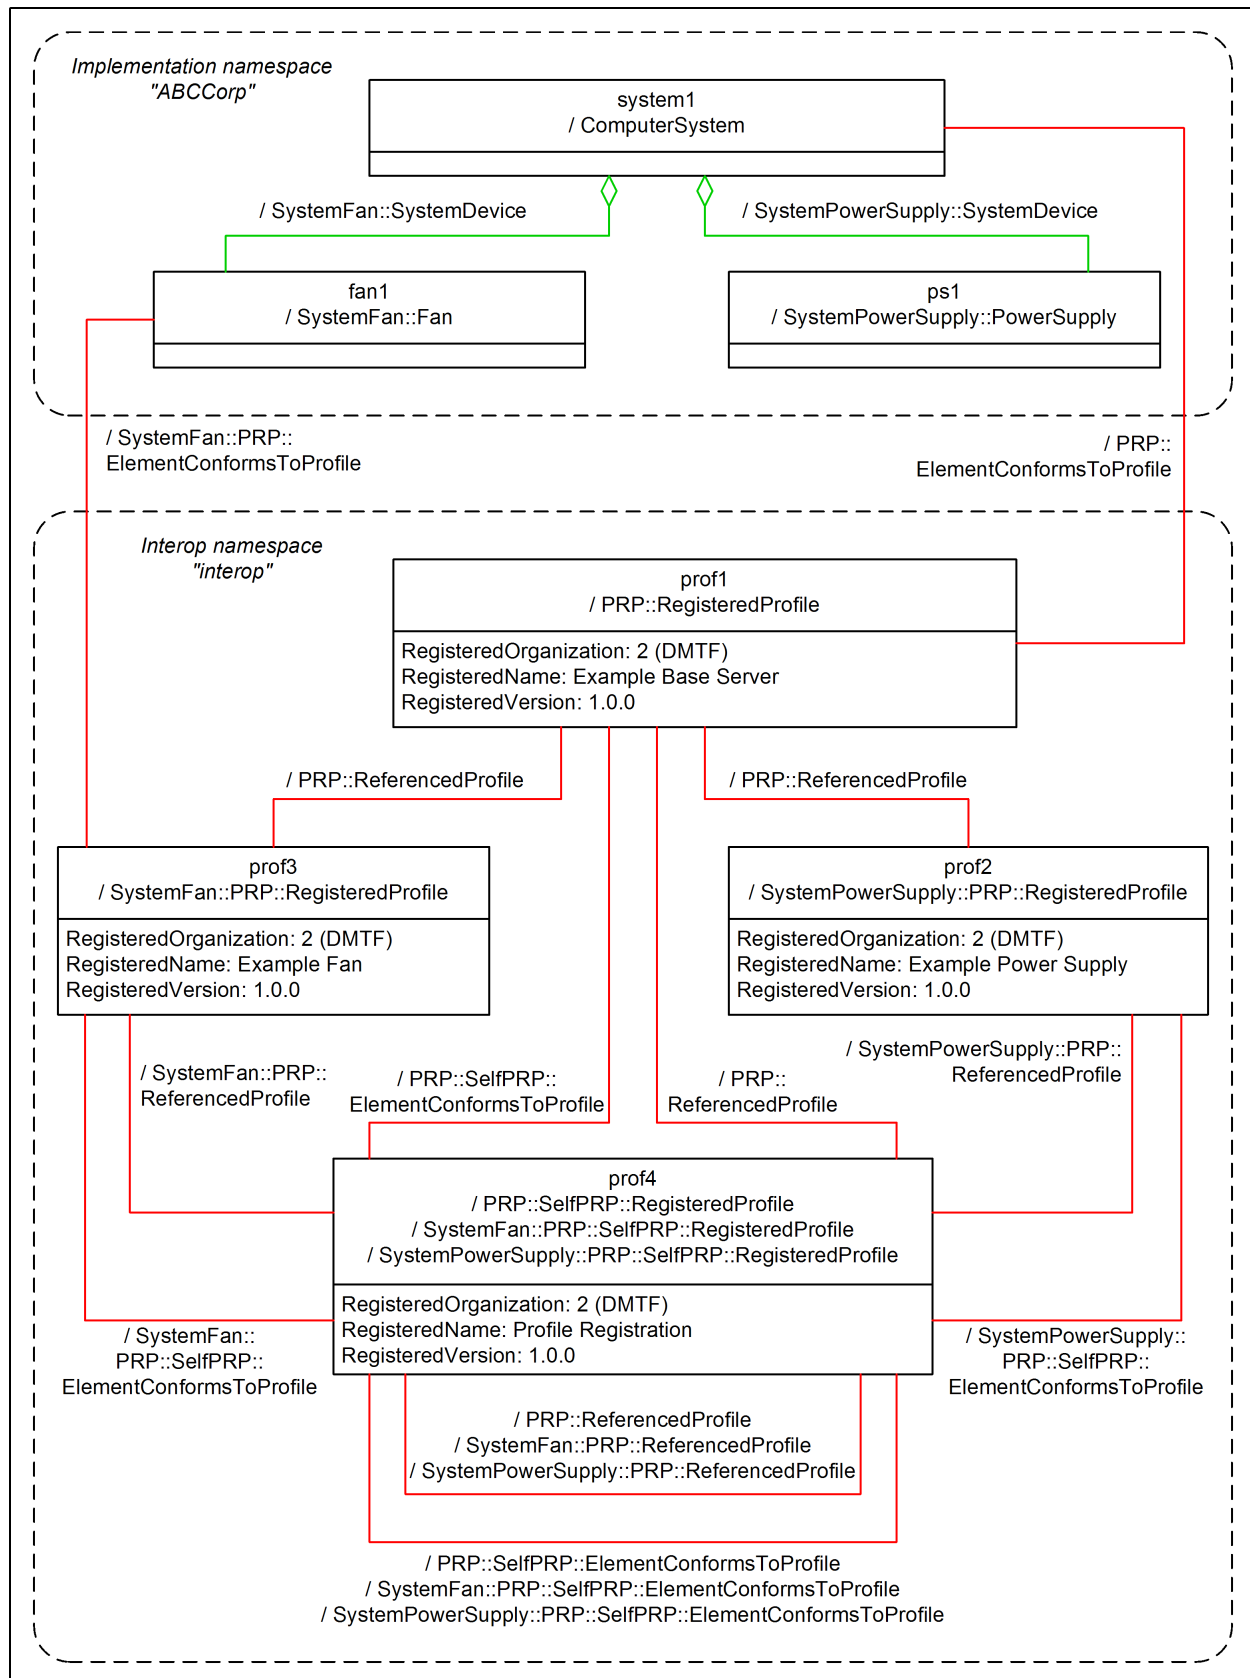 Implementation namespace
"ABCCorp"
system1
/ ComputerSystem
/ SystemFan::SystemDevice
/ SystemPowerSupply::SystemDevice
fan1
/ SystemFan::Fan
ps1
/ SystemPowerSupply::PowerSupply
/ SystemFan::PRP::
ElementConformsToProfile
/ PRP::
ElementConformsToProfile
Interop namespace
"interop"
prof1
/ PRP::RegisteredProfile
RegisteredOrganization: 2 (DMTF)
RegisteredName: Example Base Server
RegisteredVersion: 1.0.0
/ PRP::ReferencedProfile
/ PRP::ReferencedProfile
prof3
/ SystemFan::PRP::RegisteredProfile
RegisteredOrganization: 2 (DMTF)
RegisteredName: Example Fan
RegisteredVersion: 1.0.0
prof2
/ SystemPowerSupply::PRP::RegisteredProfile
RegisteredOrganization: 2 (DMTF)
RegisteredName: Example Power Supply
RegisteredVersion: 1.0.0
/ SystemFan::PRP::
ReferencedProfile
/ PRP::SelfPRP::
ElementConformsToProfile
/ PRP::
ReferencedProfile
/ SystemPowerSupply::PRP::
ReferencedProfile
prof4
/ PRP::SelfPRP::RegisteredProfile
/ SystemFan::PRP::SelfPRP::RegisteredProfile
/ SystemPowerSupply::PRP::SelfPRP::RegisteredProfile
RegisteredOrganization: 2 (DMTF)
RegisteredName: Profile Registration
RegisteredVersion: 1.0.0
/ SystemFan::
PRP::SelfPRP::
ElementConformsToProfile
/ SystemPowerSupply::
PRP::SelfPRP::
ElementConformsToProfile
/ PRP::ReferencedProfile
/ SystemFan::PRP::ReferencedProfile
/ SystemPowerSupply::PRP::ReferencedProfile
/ PRP::SelfPRP::ElementConformsToProfile
/ SystemFan::PRP::SelfPRP::ElementConformsToProfile
/ SystemPowerSupply::PRP::SelfPRP::ElementConformsToProfile